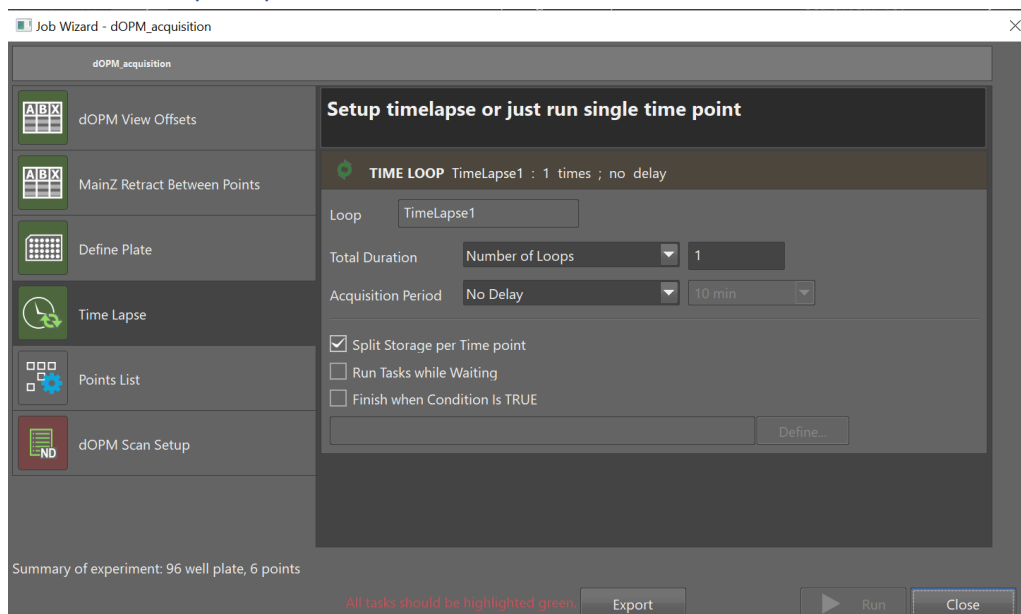 Job Wizard - dOPM_acquisition
dOPM_acquisition
ABX
dOPM View Offsets
ABX
MainZ Retract Between Points
Define Plate
Time Lapse
Points List
ND
dOPM Scan Setup
Setup timelapse or just run single time point
TIME LOOP TimeLapse1 : 1 times ; no delay
Loop TimeLapse1
Total Duration Number of Loops 1
Acquisition Period No Delay 10 min
Split Storage per Time point
Run Tasks while Waiting
Finish when Condition Is TRUE
Define...
Summary of experiment: 96 well plate, 6 points
All tasks should be highlighted green. Export Run Close